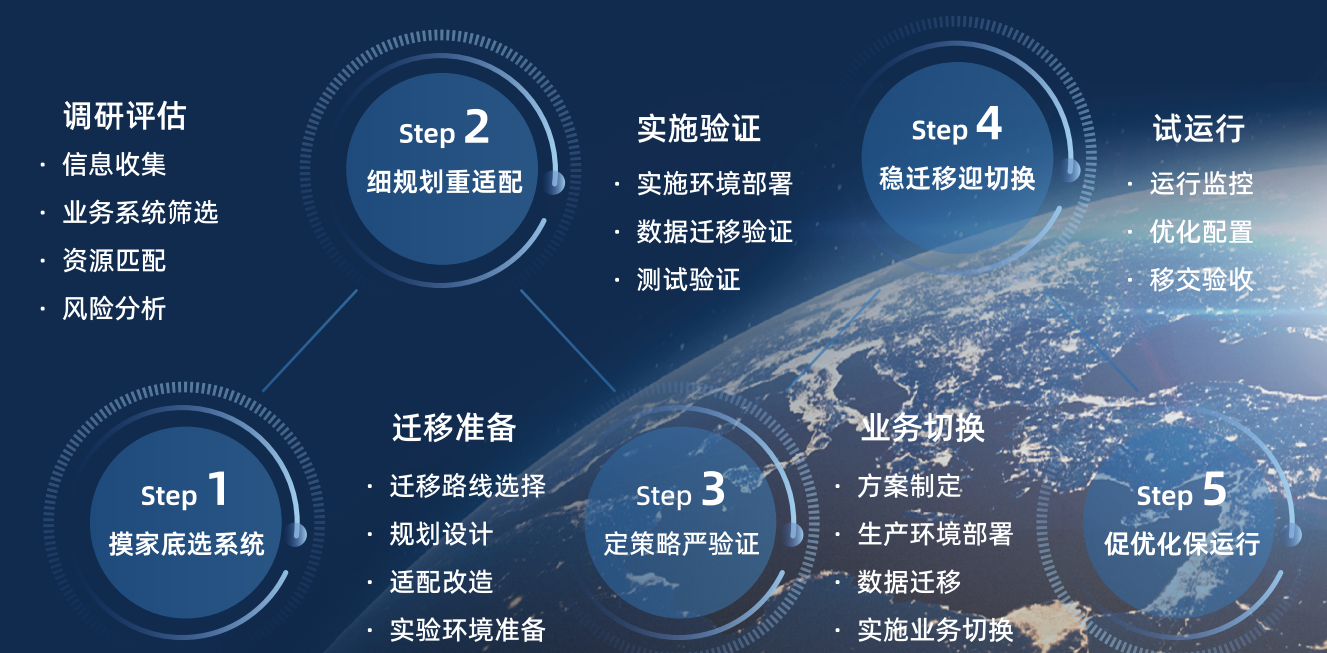 调研评估
· 信息收集
· 业务系统筛选
· 资源匹配
· 风险分析
Step 1
摸家底选系统
Step 2
细规划重适配
迁移准备
· 迁移路线选择
· 规划设计
· 适配改造
· 实验环境准备
实施验证
· 实施环境部署
· 数据迁移验证
· 测试验证
Step 3
定策略严验证
Step 4
稳迁移迎切换
业务切换
· 方案制定
· 生产环境部署
· 数据迁移
· 实施业务切换
试运行
· 运行监控
· 优化配置
· 移交验收
Step 5
促优化保运行